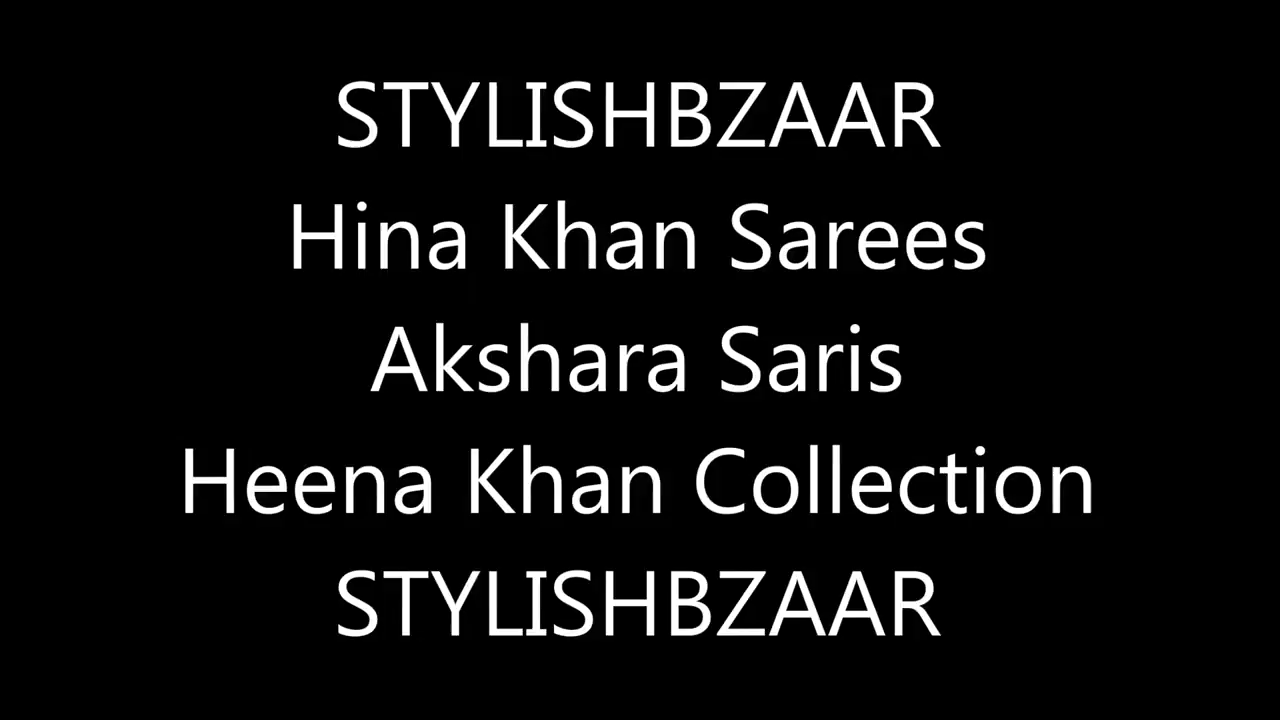 STYLISHBZAAR
Hina Khan Sarees
Akshara Saris
Heena Khan Collection
STYLISHBZAAR